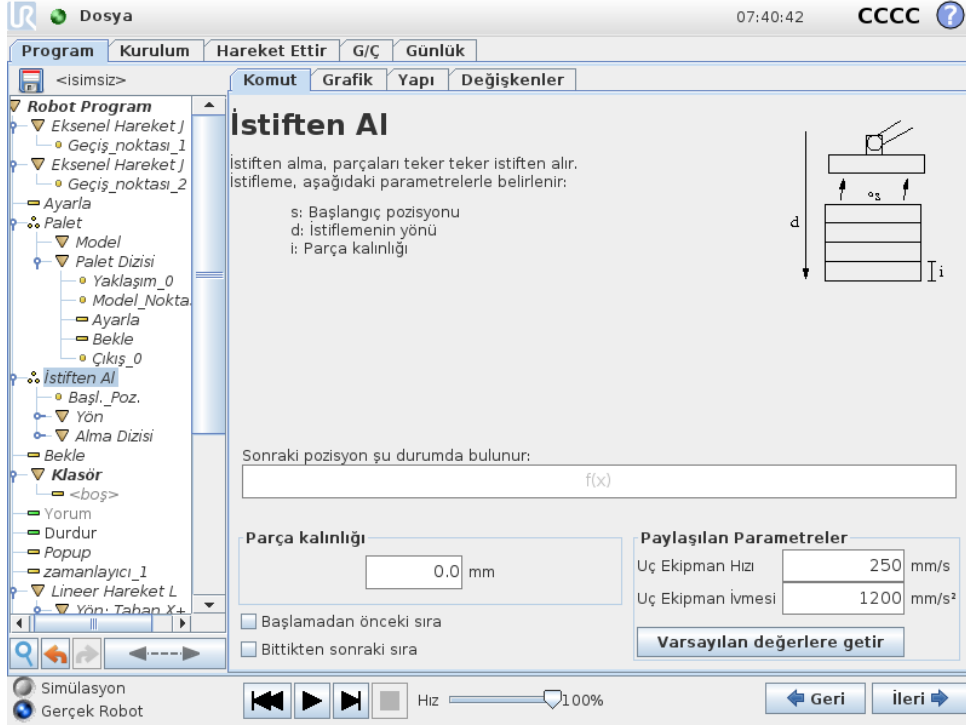 UR Dosya 07:40:42 CCCC ?
Program Kurulum Hareket Ettir G/Ç Günlük
<isimsiz>
Komut Grafik Yapı Değişkenler
Robot Program
Eksenel Hareket J
Geçiş_noktası_1
Eksenel Hareket J
Geçiş_noktası_2
Ayarla
Palet
Model
Palet Dizisi
Yaklaşım_0
Model_Nokta
Ayarla
Bekle
Çıkış_0
İstiften Al
Başl._Poz.
Yön
Alma Dizisi
Bekle
Klasör
<boş>
Yorum
Durdur
Popup
zamanlayıcı_1
Lineer Hareket L
Yön: Taban X+
İstiften Al
İstiften alma, parçaları teker teker istiften alır.
İstifleme, aşağıdaki parametrelerle belirlenir:
s: Başlangıç pozisyonu
d: İstiflemenin yönü
i: Parça kalınlığı
s
d
i
Sonraki pozisyon şu durumda bulunur:
f(x)
Parça kalınlığı
0.0 mm
Başlamadan önceki sıra
Bittikten sonraki sıra
Paylaşılan Parametreler
Uç Ekipman Hızı 250 mm/s
Uç Ekipman İvmesi 1200 mm/s²
Varsayılan değerlere getir
Simülasyon
Gerçek Robot
Hız 100%
Geri İleri